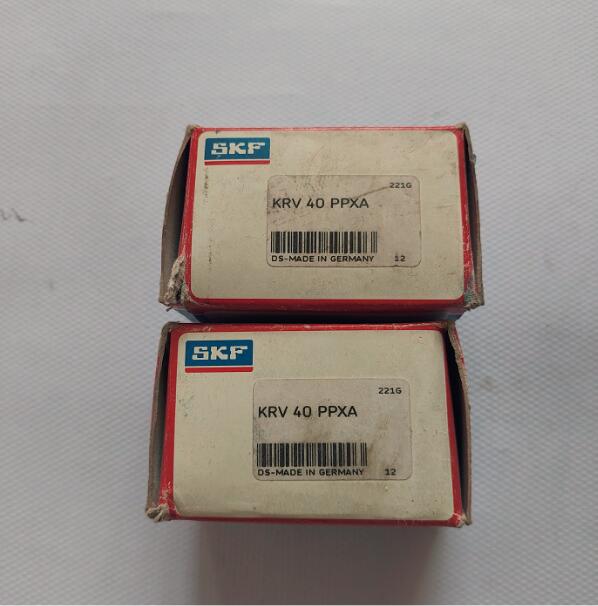 SKF
221G
KRV 40 PPXA
DS-MADE IN GERMANY 12
SKF
221G
KRV 40 PPXA
DS-MADE IN GERMANY 12